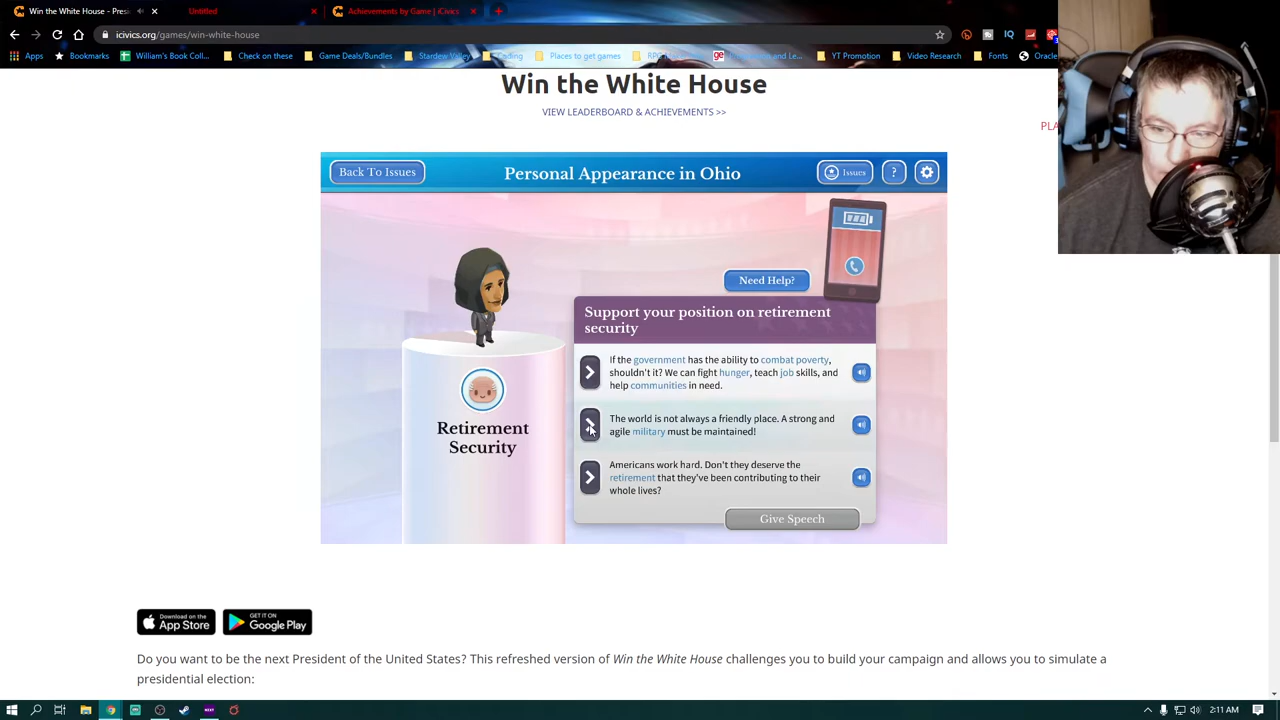 Win the White House - Presi
Untitled
Achievements by Game | iCivics
icivics.org/games/win-white-house
Apps
Bookmarks
William's Book Coll...
Check on these
Game Deals/Bundles
Stardew Valley
Coding
Places to get games
YT Promotion
Video Research
Fonts
Oracle
Win the White House
VIEW LEADERBOARD & ACHIEVEMENTS >>
PLA
Back To Issues
Personal Appearance in Ohio
Issues
?
Need Help?
Support your position on retirement
security
If the government has the ability to combat poverty,
shouldn't it? We can fight hunger, teach job skills, and
help communities in need.
The world is not always a friendly place. A strong and
agile military must be maintained!
Americans work hard. Don't they deserve the
retirement that they've been contributing to their
whole lives?
Give Speech
Retirement
Security
Download on the
App Store
GET IT ON
Google Play
Do you want to be the next President of the United States? This refreshed version of Win the White House challenges you to build your campaign and allows you to simulate a
presidential election:
2:11 AM